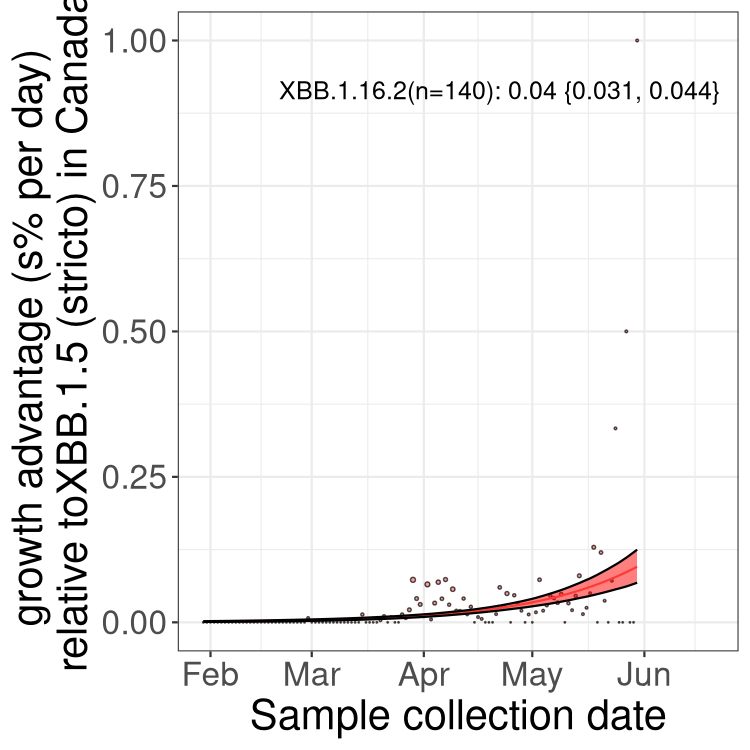 growth advantage (s% per day)
relative toXBB.1.5 (stricto) in Canada
1.00
0.75
0.50
0.25
0.00
XBB.1.16.2(n=140): 0.04 {0.031, 0.044}
Feb Mar Apr May Jun
Sample collection date